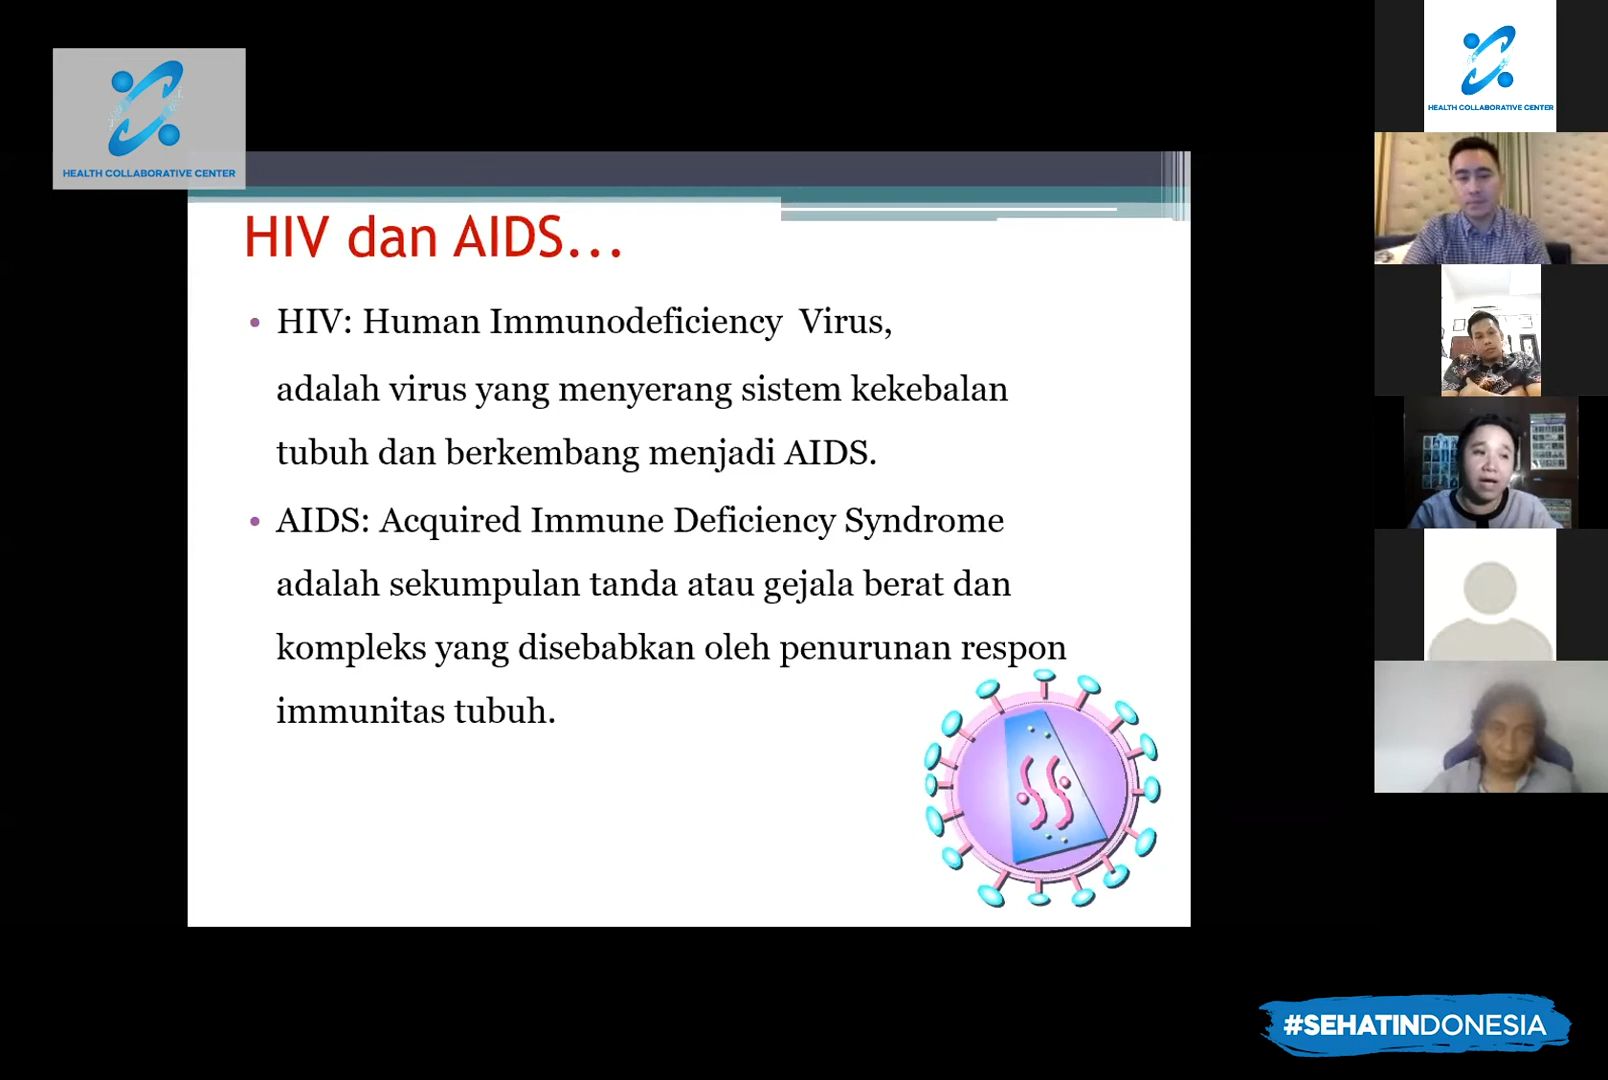 HEALTH COLLABORATIVE CENTER
HIV dan AIDS...
• HIV: Human Immunodeficiency Virus,
adalah virus yang menyerang sistem kekebalan
tubuh dan berkembang menjadi AIDS.
• AIDS: Acquired Immune Deficiency Syndrome
adalah sekumpulan tanda atau gejala berat dan
kompleks yang disebabkan oleh penurunan respon
immunitas tubuh.
HEALTH COLLABORATIVE CENTER
#SEHATINDONESIA